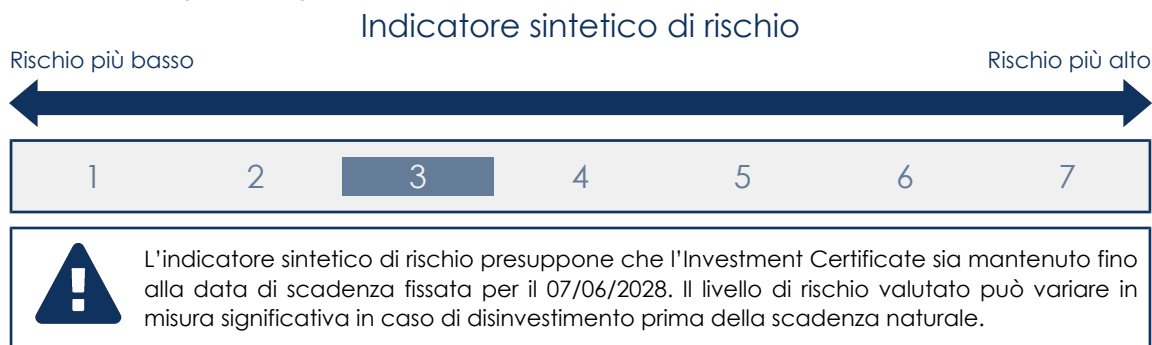 Indicatore sintetico di rischio
Rischio più basso
Rischio più alto
1 2 3 4 5 6 7
L'indicatore sintetico di rischio presuppone che l'Investment Certificate sia mantenuto fino
alla data di scadenza fissata per il 07/06/2028. Il livello di rischio valutato può variare in
misura significativa in caso di disinvestimento prima della scadenza naturale.